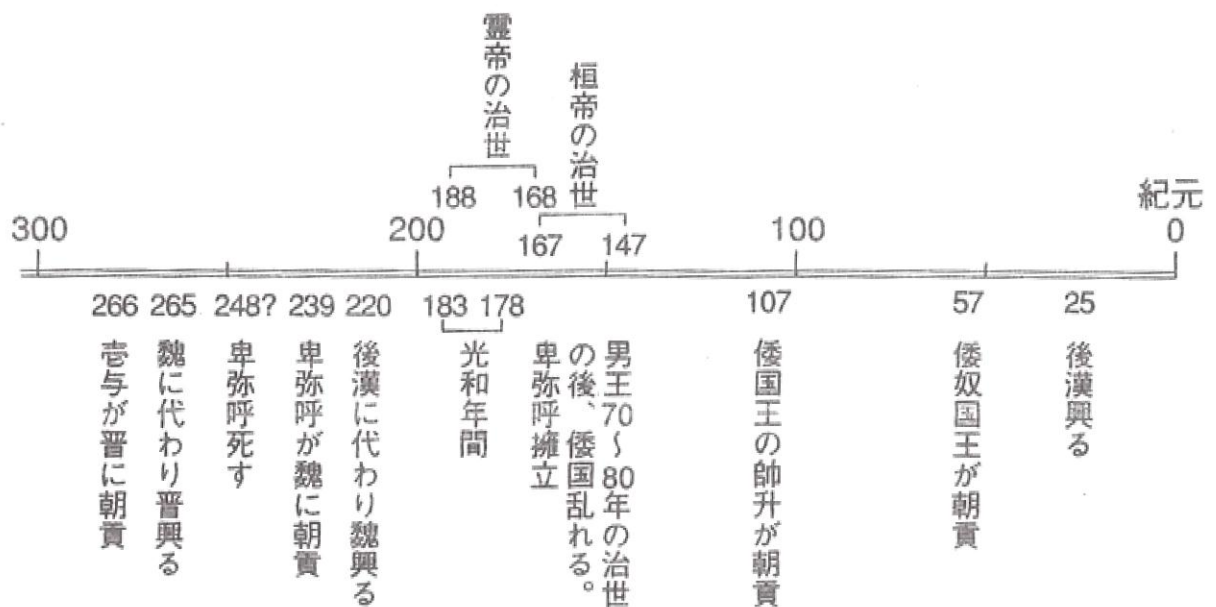 紀元
0
100
200
300
桓帝の治世
147
167
霊帝の治世
168
188
25
後漢興る
57
倭奴国王が朝貢
107
倭国王の帥升が朝貢
男王70～80年の治世
の後、倭国乱れる。
卑弥呼擁立
178
183
光和年間
220
後漢に代わり魏興る
239
卑弥呼が魏に朝貢
248?
卑弥呼死す
265
魏に代わり晋興る
266
壱与が晋に朝貢